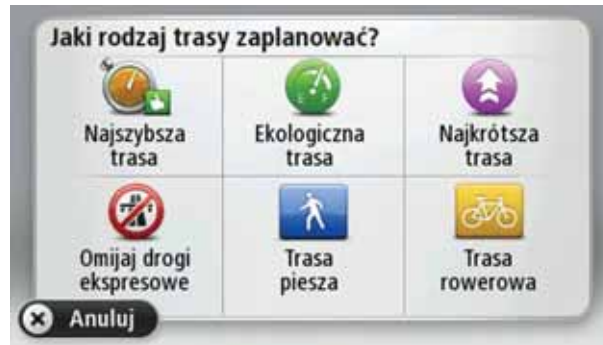 Jaki rodzaj trasy zaplanować?
Najszybsza
trasa
Ekologiczna
trasa
Najkrótsza
trasa
Omijaj drogi
ekspresowe
Trasa
piesza
Trasa
rowerowa
Anuluj